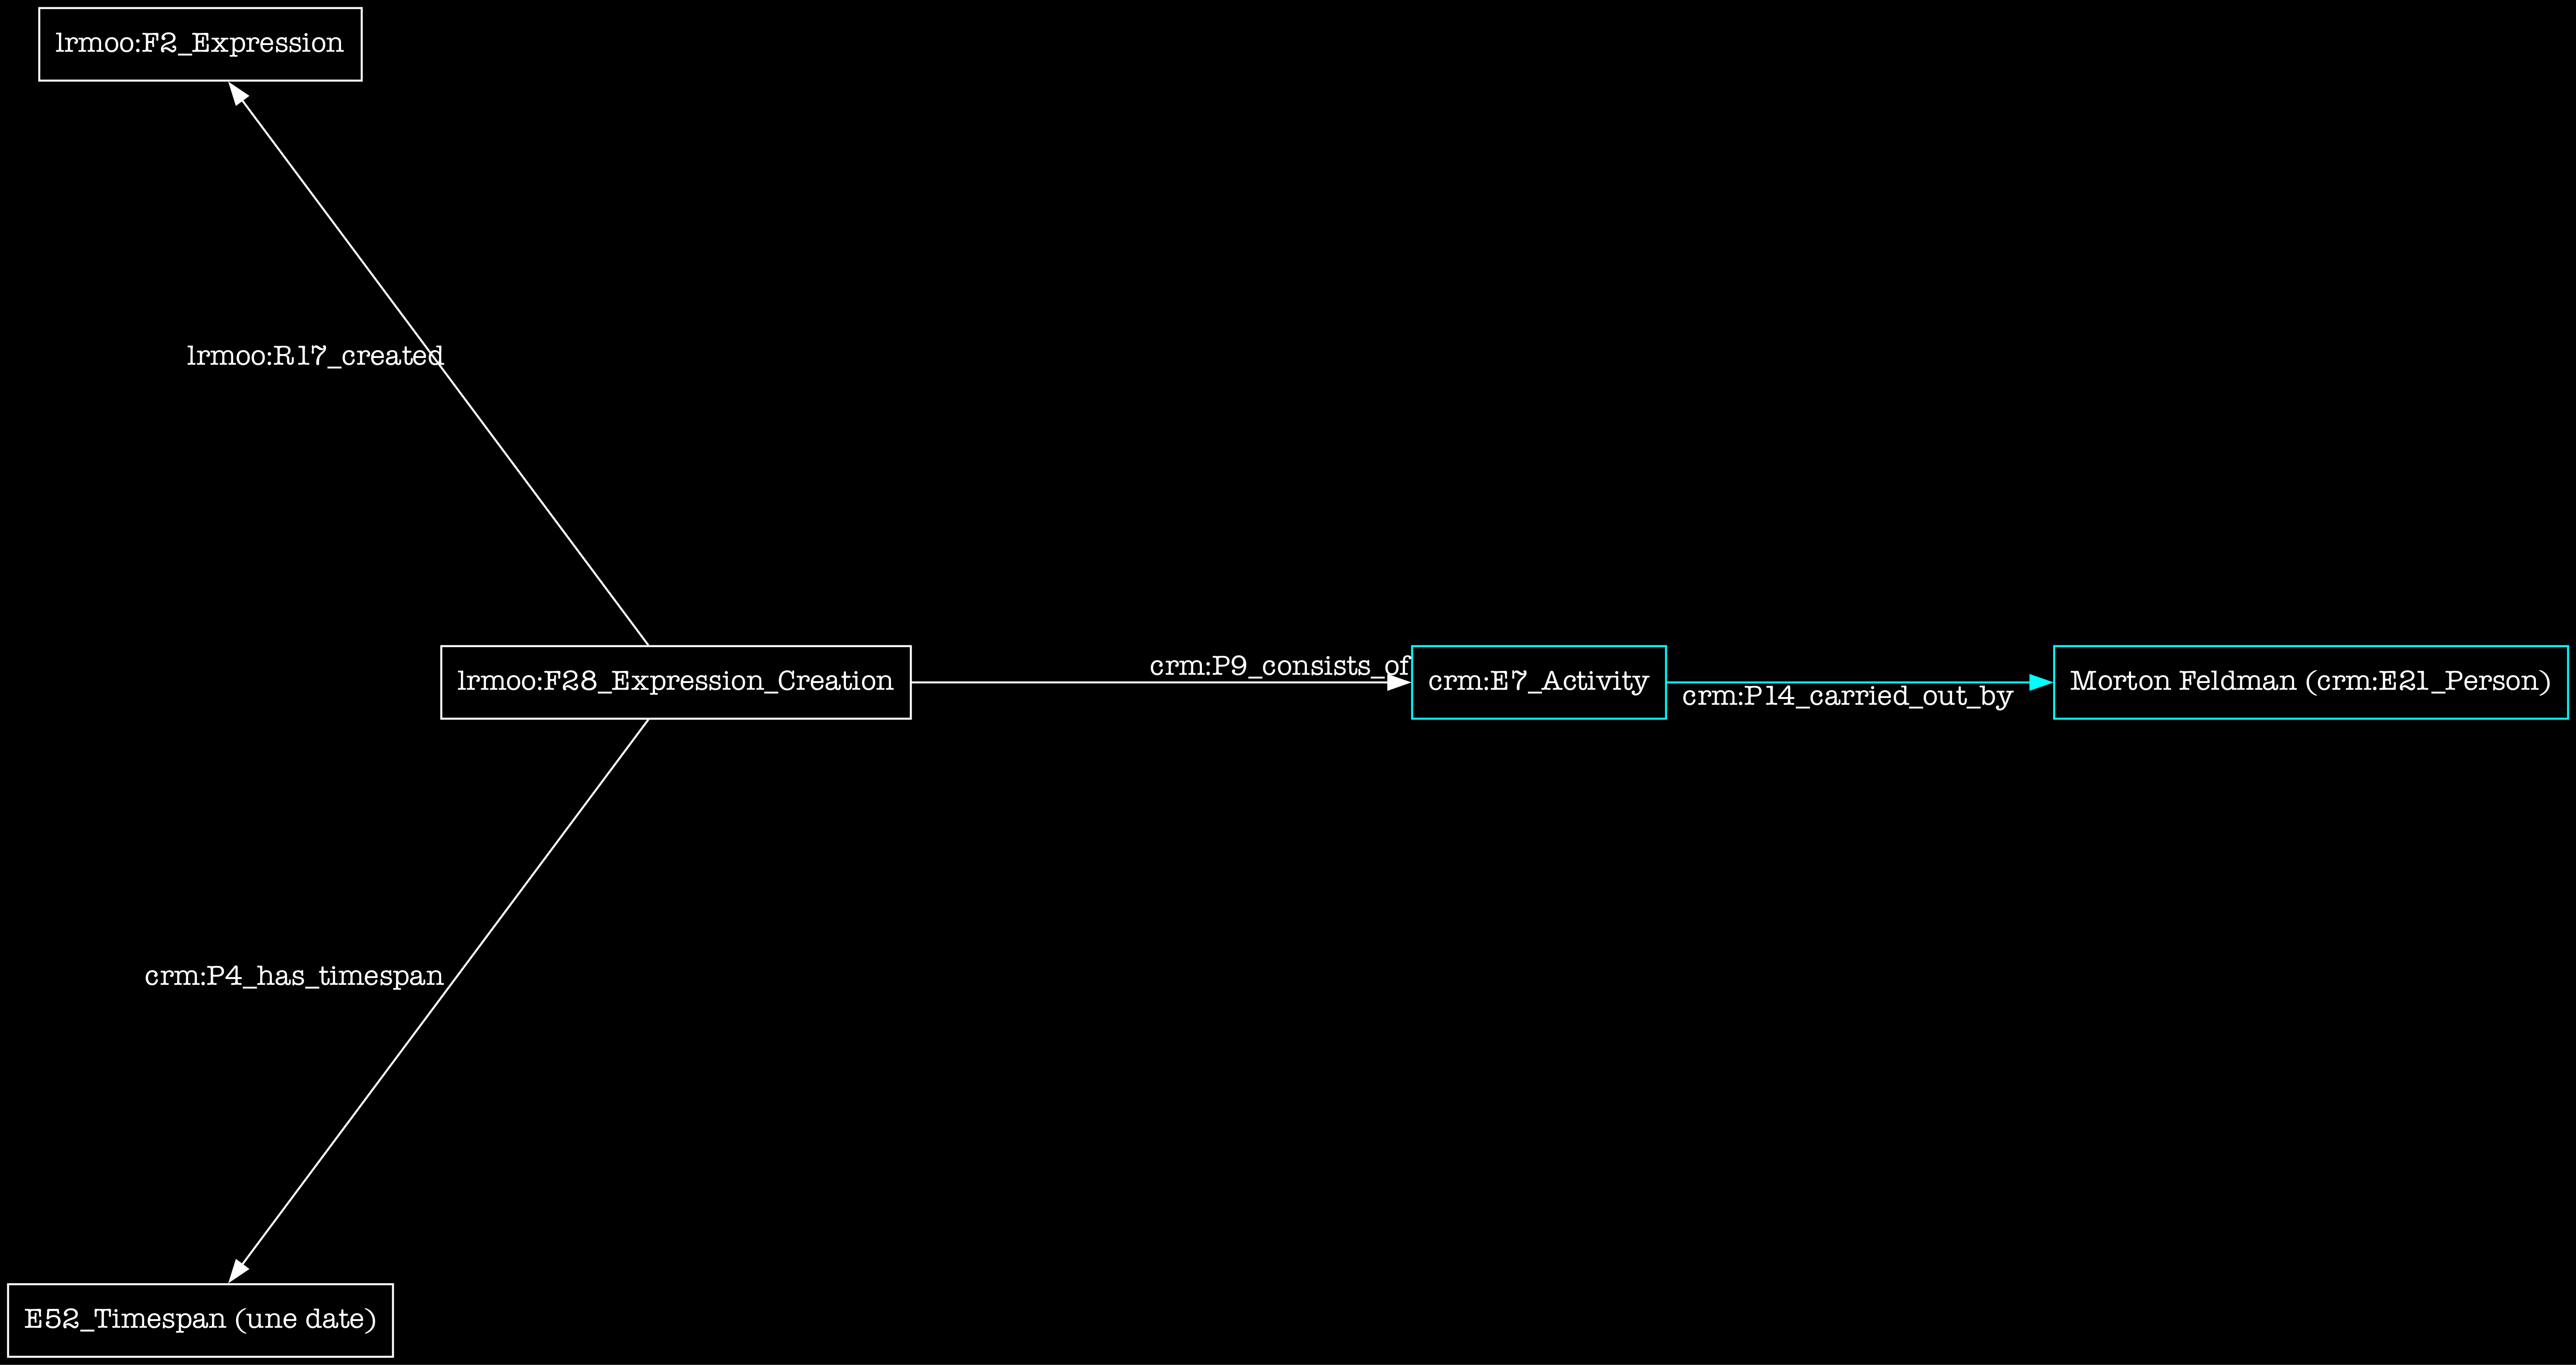 lrmoo:F2_Expression
lrmoo:R17_created
lrmoo:F28_Expression_Creation
crm:P9_consists_of
crm:E7_Activity
crm:P14_carried_out_by
Morton Feldman (crm:E21_Person)
crm:P4_has_timespan
E52_Timespan (une date)